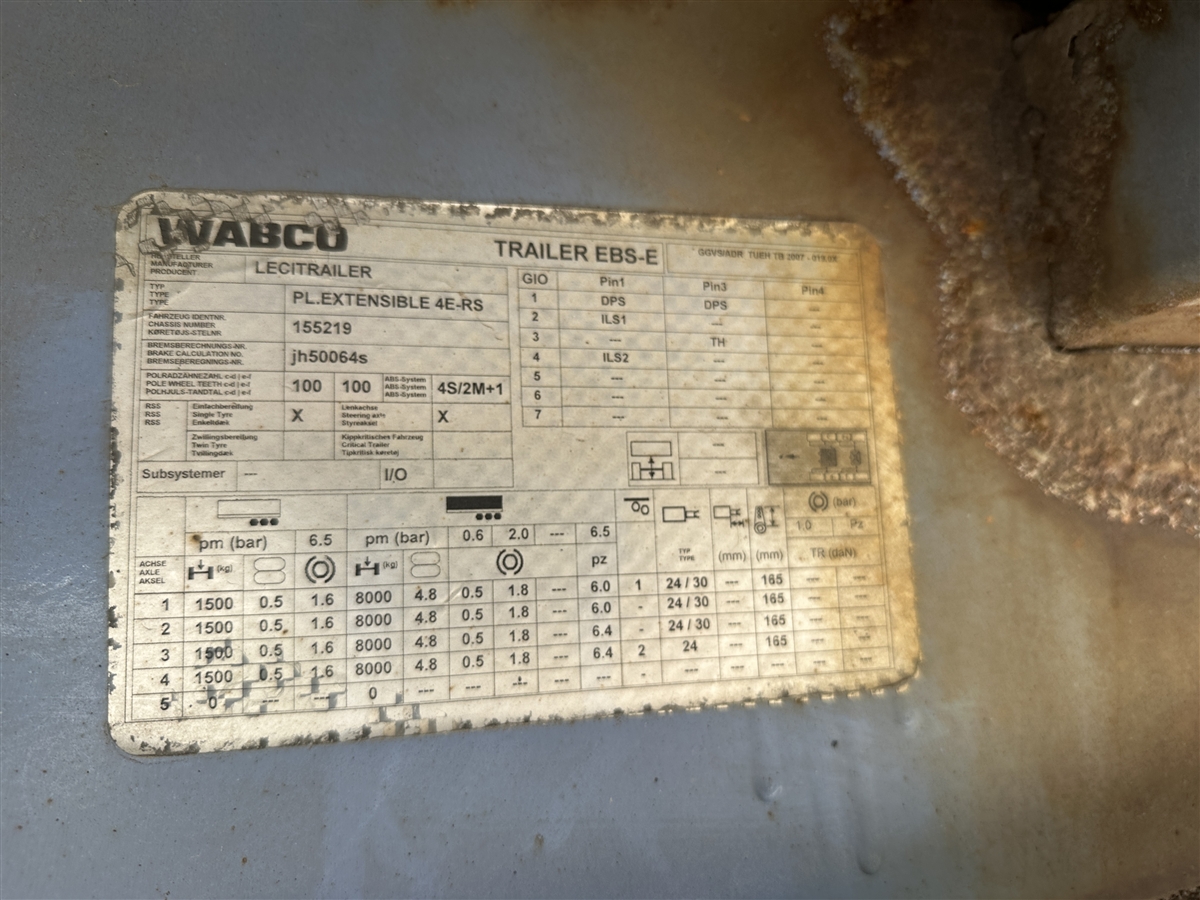 WABCO
TRAILER EBS-E
GGVS/ADR TUEH TB 2007 - 019.0X
HERSTELLER
MANUFACTURER
PRODUCENT
LECITRAILER
TYP
TYPE
TYPE
PL.EXTENSIBLE 4E-RS
FAHRZEUG IDENTNR.
CHASSIS NUMBER
KØRETØJS-STELNR
155219
BREMSBERECHNUNGS-NR.
BRAKE CALCULATION NO.
BREMSEBEREGNINGS-NR.
jh50064s
POLRADZÄHNEZAHL c-d | e-f
POLE WHEEL TEETH c-d | e-f
POLHJULS-TANDTAL c-d | e-f
100 100
ABS-System
ABS-System
ABS-System
4S/2M+1
RSS
RSS
RSS
Einfachbereifung
Single Tyre
Enkeltdæk
X
Lenkachse
Steering axle
Styreaksel
X
Zwillingsbereifung
Twin Tyre
Tvillingdæk
Kippkritisches Fahrzeug
Critical Trailer
Tipkritisk køretøj
Subsystemer --- I/O
GIO Pin1 Pin3 Pin4
1 DPS DPS ---
2 ILS1 --- ---
3 --- TH ---
4 ILS2 --- ---
5 --- --- ---
6 --- --- ---
7 --- --- ---
---
---
pm (bar) 6.5 pm (bar) 0.6 2.0 --- 6.5
(bar)
1.0 Pz
ACHSE
AXLE
AKSEL
(kg) (kg) pz
TYP
TYPE
(mm) (mm) TR (daN)
1 1500 0.5 1.6 8000 4.8 0.5 1.8 --- 6.0 1 24 / 30 --- 165 --- ---
2 1500 0.5 1.6 8000 4.8 0.5 1.8 --- 6.0 - 24 / 30 --- 165 --- ---
3 1500 0.5 1.6 8000 4.8 0.5 1.8 --- 6.4 - 24 / 30 --- 165 --- ---
4 1500 0.5 1.6 8000 4.8 0.5 1.8 --- 6.4 2 24 --- 165 --- ---
5 0 --- --- 0 --- --- --- --- --- - --- --- --- --- ---